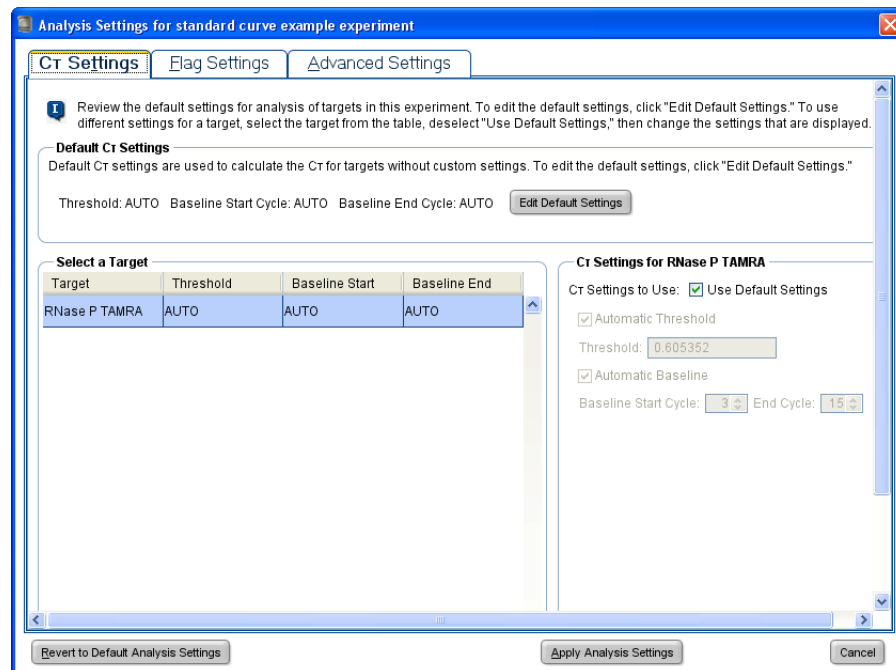 Analysis Settings for standard curve example experiment
Cᴛ Settings Flag Settings Advanced Settings
Review the default settings for analysis of targets in this experiment. To edit the default settings, click "Edit Default Settings." To use
different settings for a target, select the target from the table, deselect "Use Default Settings," then change the settings that are displayed.
Default Cᴛ Settings
Default Cᴛ settings are used to calculate the Cᴛ for targets without custom settings. To edit the default settings, click "Edit Default Settings."
Threshold: AUTO Baseline Start Cycle: AUTO Baseline End Cycle: AUTO Edit Default Settings
Select a Target
Target Threshold Baseline Start Baseline End
RNase P TAMRA AUTO AUTO AUTO
Cᴛ Settings for RNase P TAMRA
Cᴛ Settings to Use: Use Default Settings
Automatic Threshold
Threshold: 0.605352
Automatic Baseline
Baseline Start Cycle: 3 End Cycle: 15
Revert to Default Analysis Settings Apply Analysis Settings Cancel